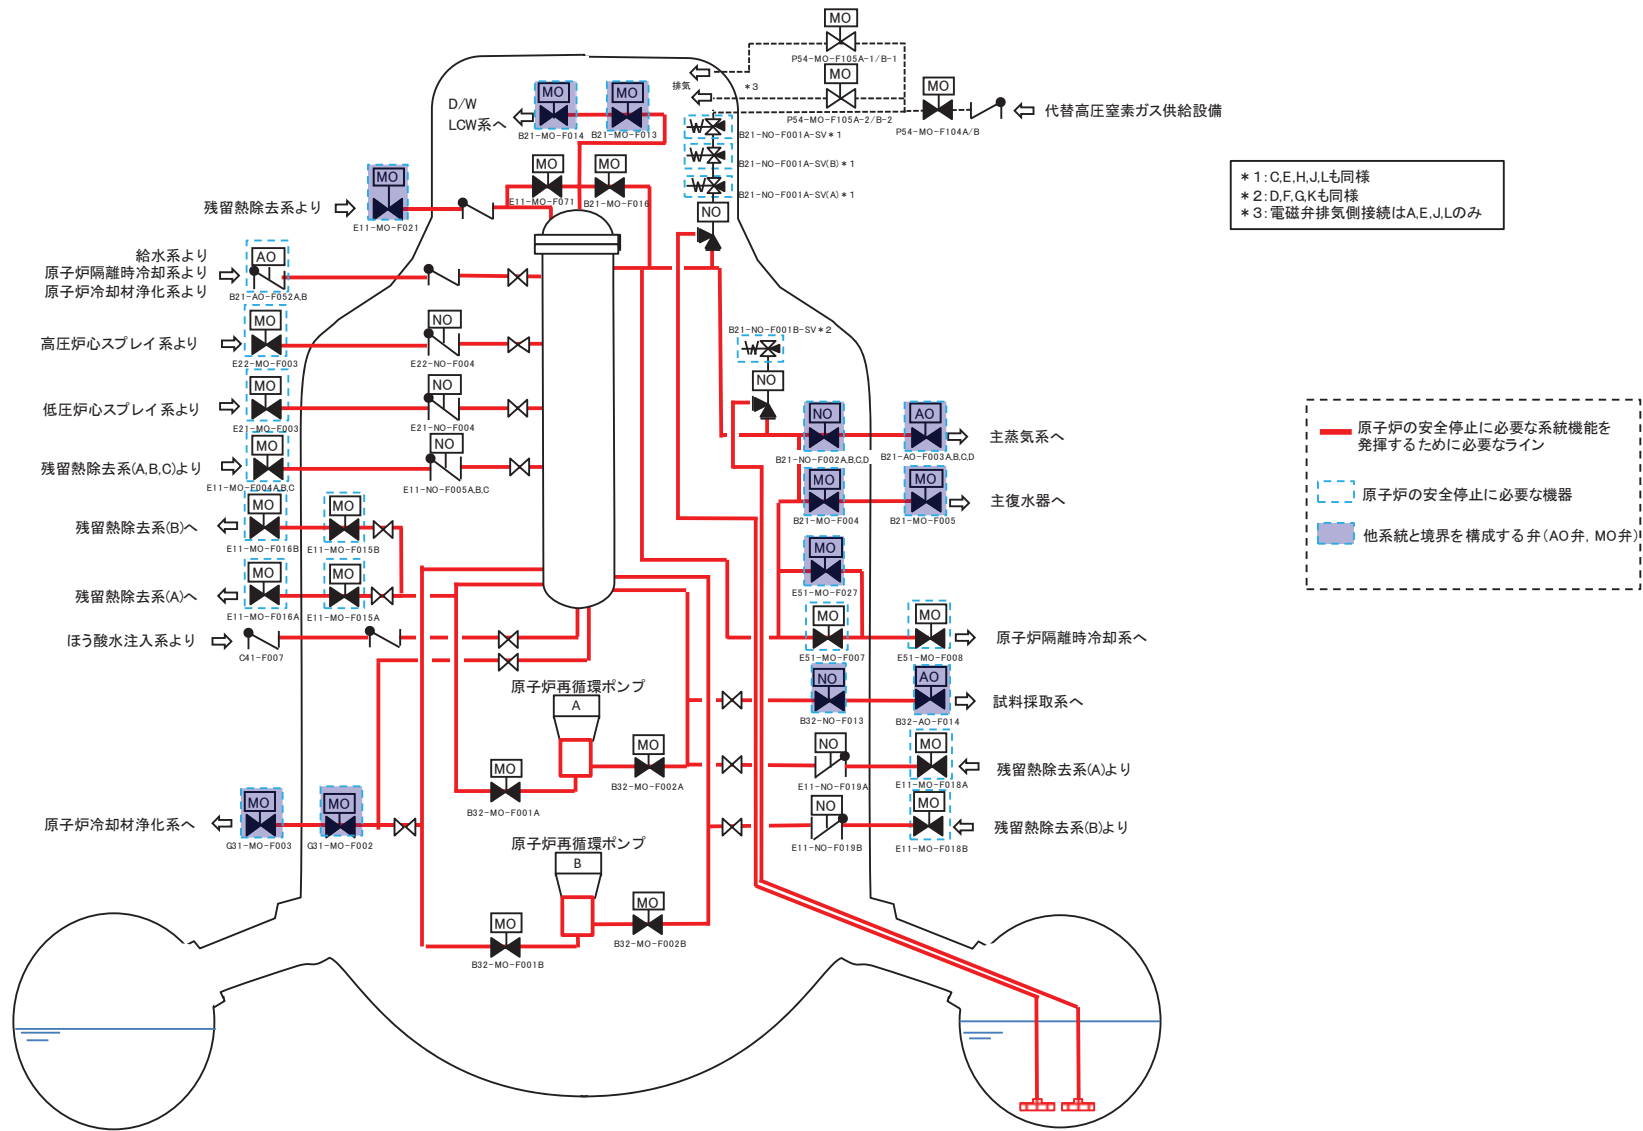 MO
P54-MO-F105A-1/B-1
排気
*3
MO
P54-MO-F105A-2/B-2
MO
P54-MO-F104A/B
代替高圧窒素ガス供給設備
D/W
LCW系へ
MO
B21-MO-F014
MO
B21-MO-F013
B21-NO-F001A-SV*1
B21-NO-F001A-SV(B)*1
B21-NO-F001A-SV(A)*1
NO
*1:C,E,H,J,Lも同様
*2:D,F,G,Kも同様
*3:電磁弁排気側接続はA,E,J,Lのみ
残留熱除去系より
MO
E11-MO-F021
MO
E11-MO-F071
MO
B21-MO-F016
給水系より
原子炉隔離時冷却系より
原子炉冷却材浄化系より
AO
B21-AO-F052A,B
高圧炉心スプレイ系より
MO
E22-MO-F003
NO
E22-NO-F004
B21-NO-F001B-SV*2
NO
低圧炉心スプレイ系より
MO
E21-MO-F003
NO
E21-NO-F004
残留熱除去系(A,B,C)より
MO
E11-MO-F004A,B,C
NO
E11-NO-F005A,B,C
NO
B21-NO-F002A,B,C,D
AO
B21-AO-F003A,B,C,D
主蒸気系へ
MO
B21-MO-F004
MO
B21-MO-F005
主復水器へ
原子炉の安全停止に必要な系統機能を
発揮するために必要なライン
原子炉の安全停止に必要な機器
他系統と境界を構成する弁(AO弁,MO弁)
残留熱除去系(B)へ
MO
E11-MO-F016B
MO
E11-MO-F015B
MO
E51-MO-F027
残留熱除去系(A)へ
MO
E11-MO-F016A
MO
E11-MO-F015A
ほう酸水注入系より
C41-F007
MO
E51-MO-F007
MO
E51-MO-F008
原子炉隔離時冷却系へ
原子炉再循環ポンプ
A
NO
B32-NO-F013
AO
B32-AO-F014
試料採取系へ
MO
B32-MO-F001A
MO
B32-MO-F002A
NO
E11-NO-F019A
MO
E11-MO-F018A
残留熱除去系(A)より
原子炉冷却材浄化系へ
MO
G31-MO-F003
MO
G31-MO-F002
原子炉再循環ポンプ
B
NO
E11-NO-F019B
MO
E11-MO-F018B
残留熱除去系(B)より
MO
B32-MO-F001B
MO
B32-MO-F002B